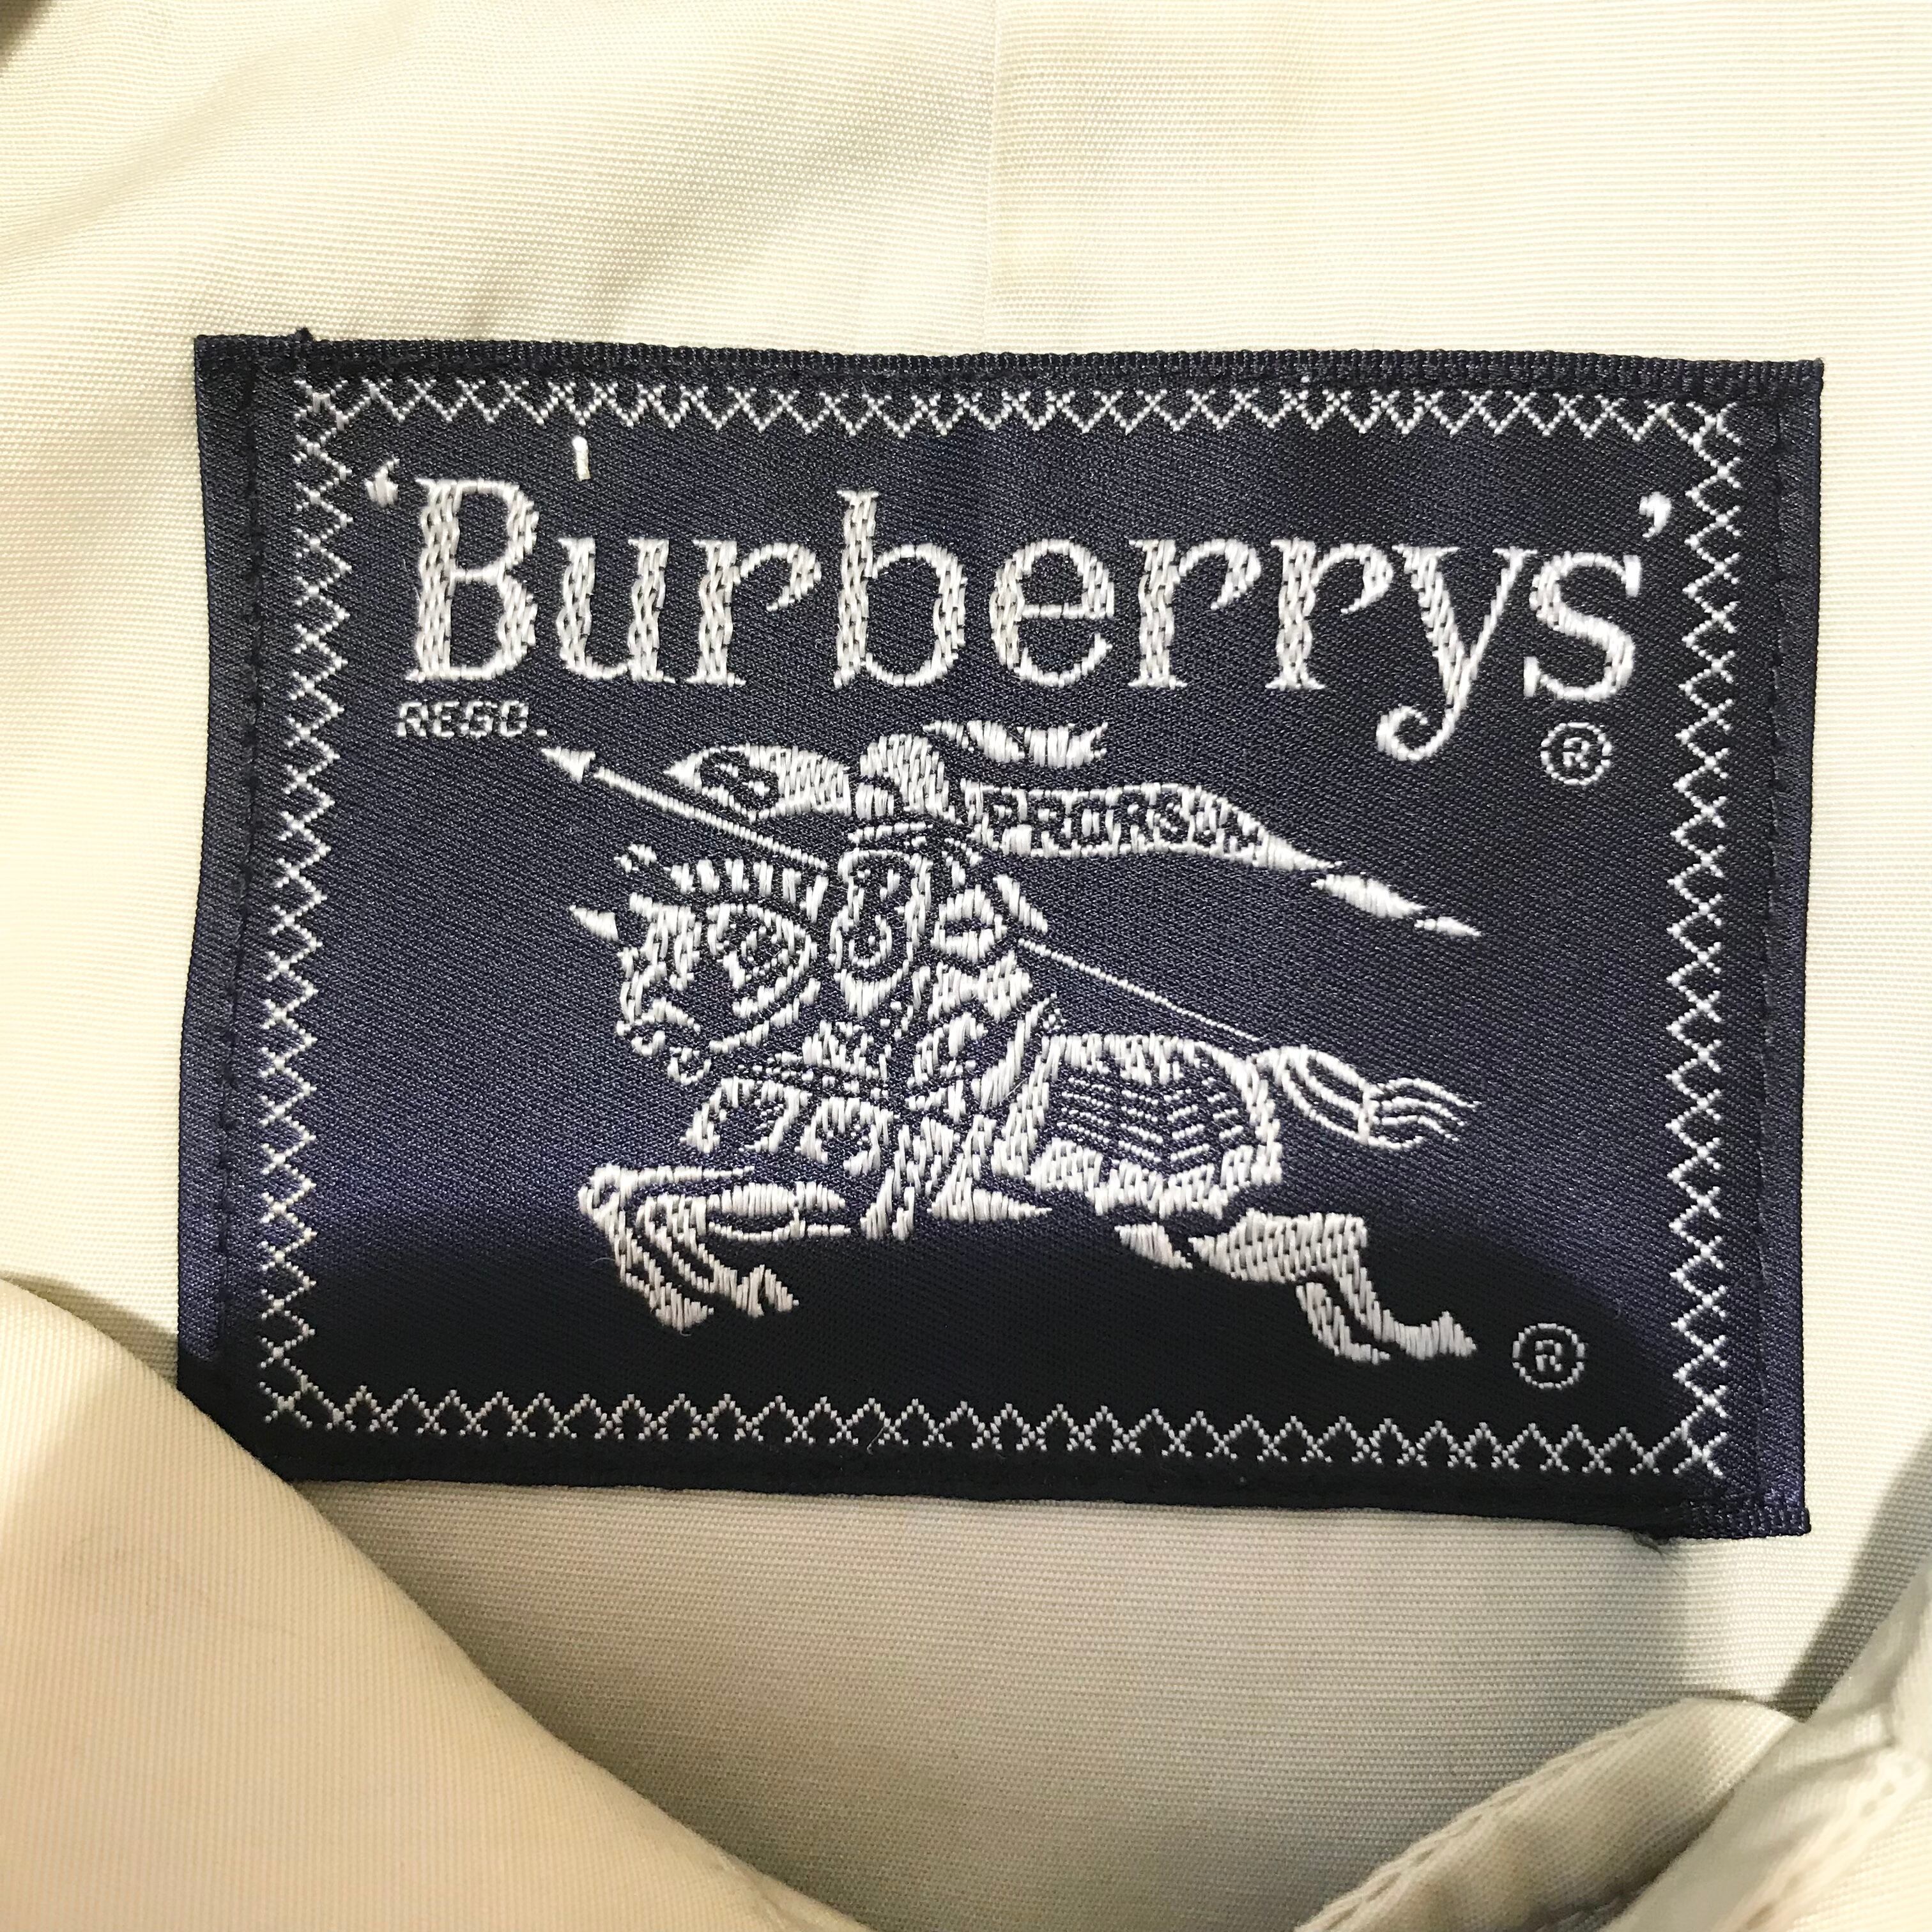 ‘Burberrys’
REGD. ®
PRORSUM
B
®